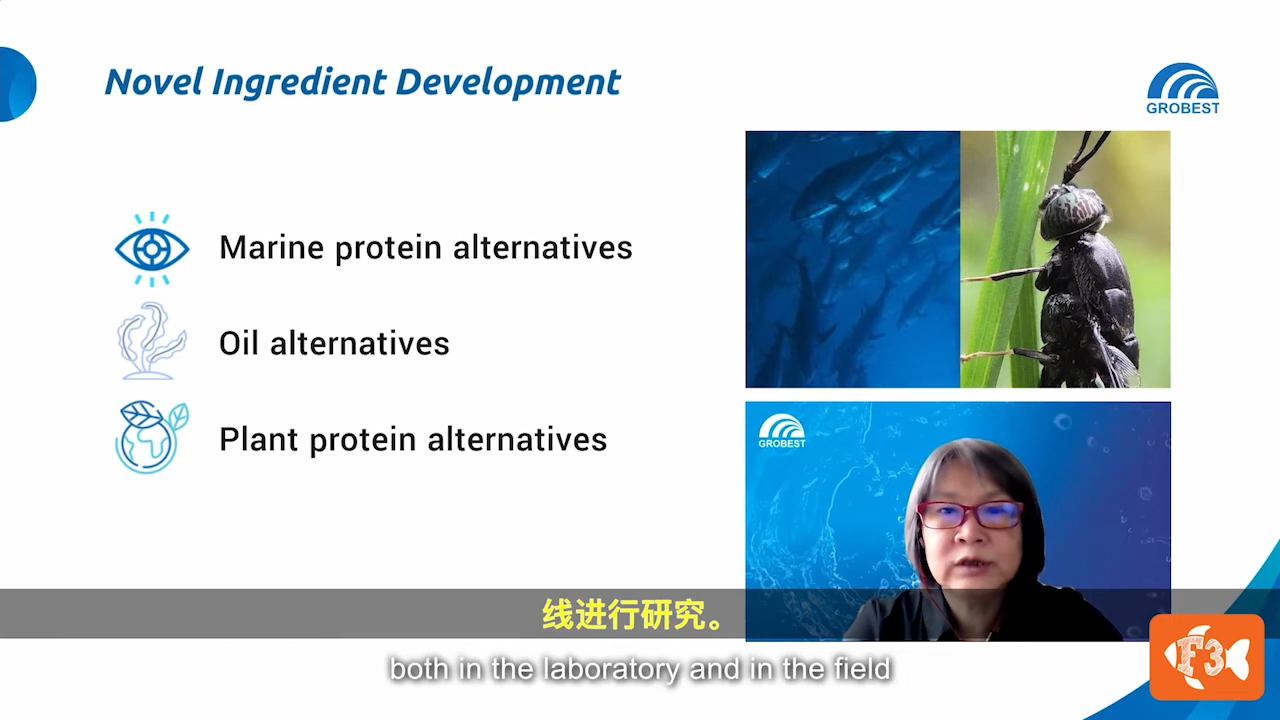 Novel Ingredient Development
GROBEST
Marine protein alternatives
Oil alternatives
Plant protein alternatives
GROBEST
线进行研究。
both in the laboratory and in the field
F3